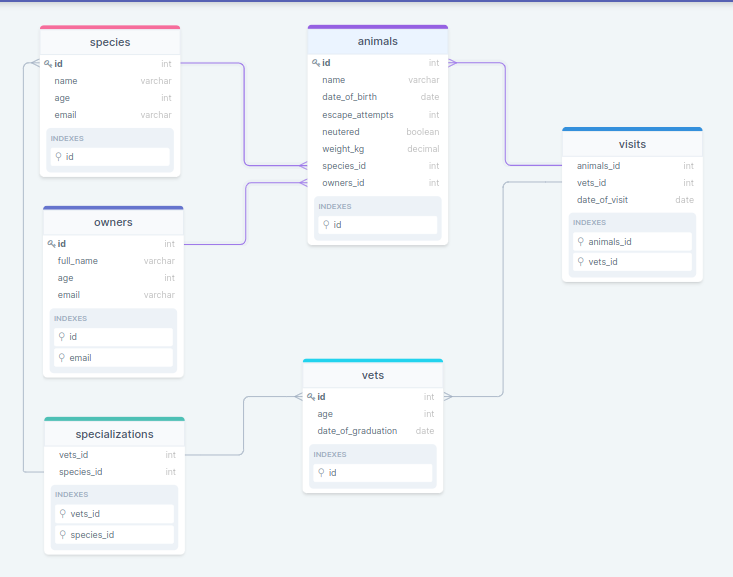 species
id int
name varchar
age int
email varchar
INDEXES
id
animals
id int
name varchar
date_of_birth date
escape_attempts int
neutered boolean
weight_kg decimal
species_id int
owners_id int
INDEXES
id
visits
animals_id int
vets_id int
date_of_visit date
INDEXES
animals_id
vets_id
owners
id int
full_name varchar
age int
email varchar
INDEXES
id
email
vets
id int
age int
date_of_graduation date
INDEXES
id
specializations
vets_id int
species_id int
INDEXES
vets_id
species_id